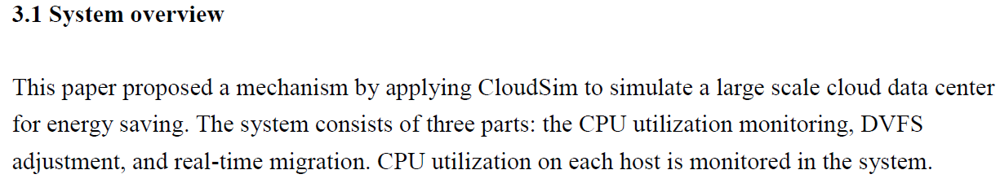 3.1 System overview
This paper proposed a mechanism by applying CloudSim to simulate a large scale cloud data center
for energy saving. The system consists of three parts: the CPU utilization monitoring, DVFS
adjustment, and real-time migration. CPU utilization on each host is monitored in the system.